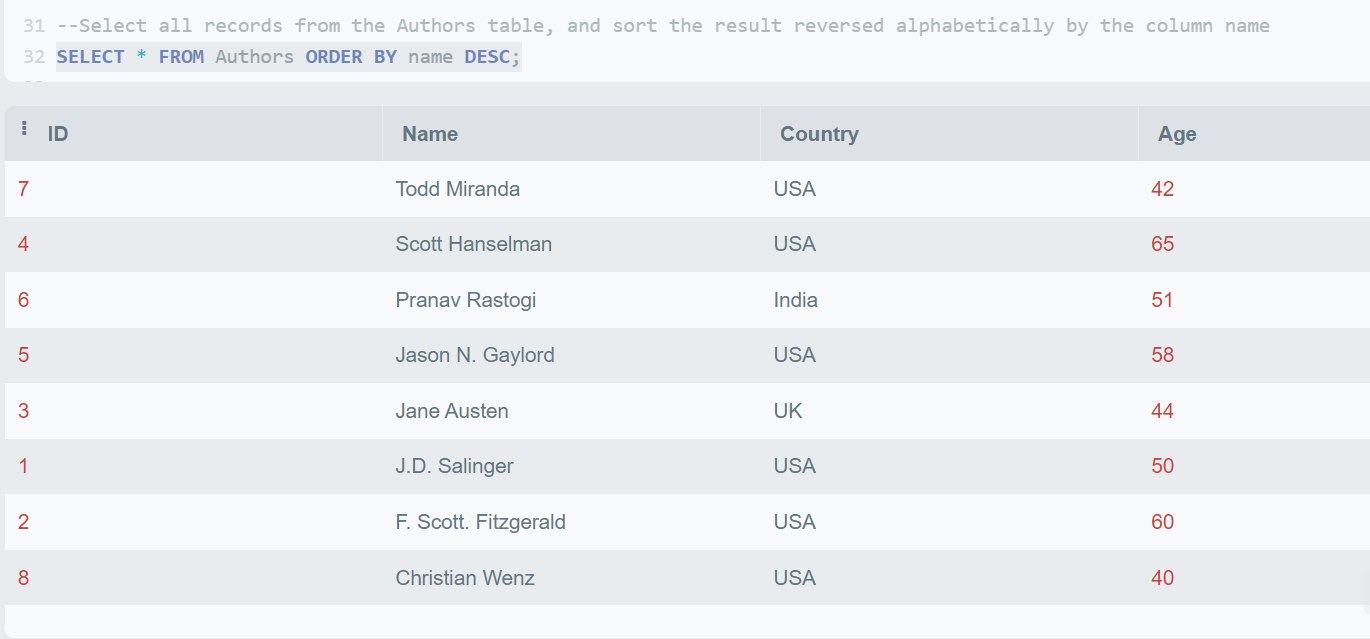 31 --Select all records from the Authors table, and sort the result reversed alphabetically by the column name
32 SELECT * FROM Authors ORDER BY name DESC;
ID Name Country Age
7 Todd Miranda USA 42
4 Scott Hanselman USA 65
6 Pranav Rastogi India 51
5 Jason N. Gaylord USA 58
3 Jane Austen UK 44
1 J.D. Salinger USA 50
2 F. Scott. Fitzgerald USA 60
8 Christian Wenz USA 40